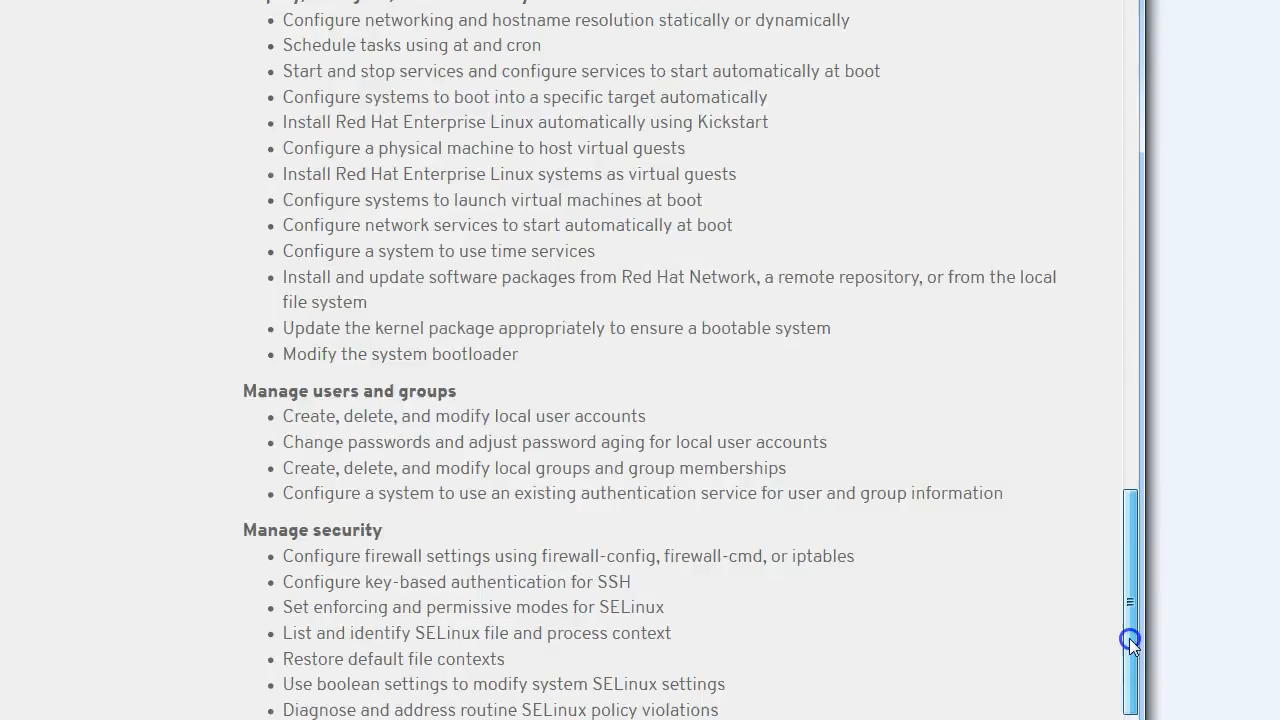 Configure networking and hostname resolution statically or dynamically
Schedule tasks using at and cron
Start and stop services and configure services to start automatically at boot
Configure systems to boot into a specific target automatically
Install Red Hat Enterprise Linux automatically using Kickstart
Configure a physical machine to host virtual guests
Install Red Hat Enterprise Linux systems as virtual guests
Configure systems to launch virtual machines at boot
Configure network services to start automatically at boot
Configure a system to use time services
Install and update software packages from Red Hat Network, a remote repository, or from the local
file system
Update the kernel package appropriately to ensure a bootable system
Modify the system bootloader
Manage users and groups
Create, delete, and modify local user accounts
Change passwords and adjust password aging for local user accounts
Create, delete, and modify local groups and group memberships
Configure a system to use an existing authentication service for user and group information
Manage security
Configure firewall settings using firewall-config, firewall-cmd, or iptables
Configure key-based authentication for SSH
Set enforcing and permissive modes for SELinux
List and identify SELinux file and process context
Restore default file contexts
Use boolean settings to modify system SELinux settings
Diagnose and address routine SELinux policy violations